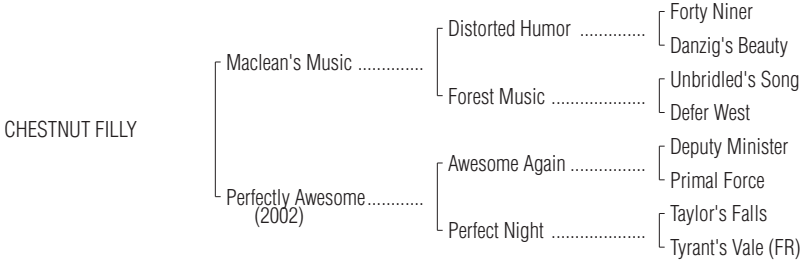 Forty Niner
Distorted Humor ..............
Danzig's Beauty
Maclean's Music ..............
Unbridled's Song
Forest Music ....................
Defer West
CHESTNUT FILLY
Deputy Minister
Awesome Again ................
Primal Force
Perfectly Awesome............
(2002)
Taylor's Falls
Perfect Night ....................
Tyrant's Vale (FR)